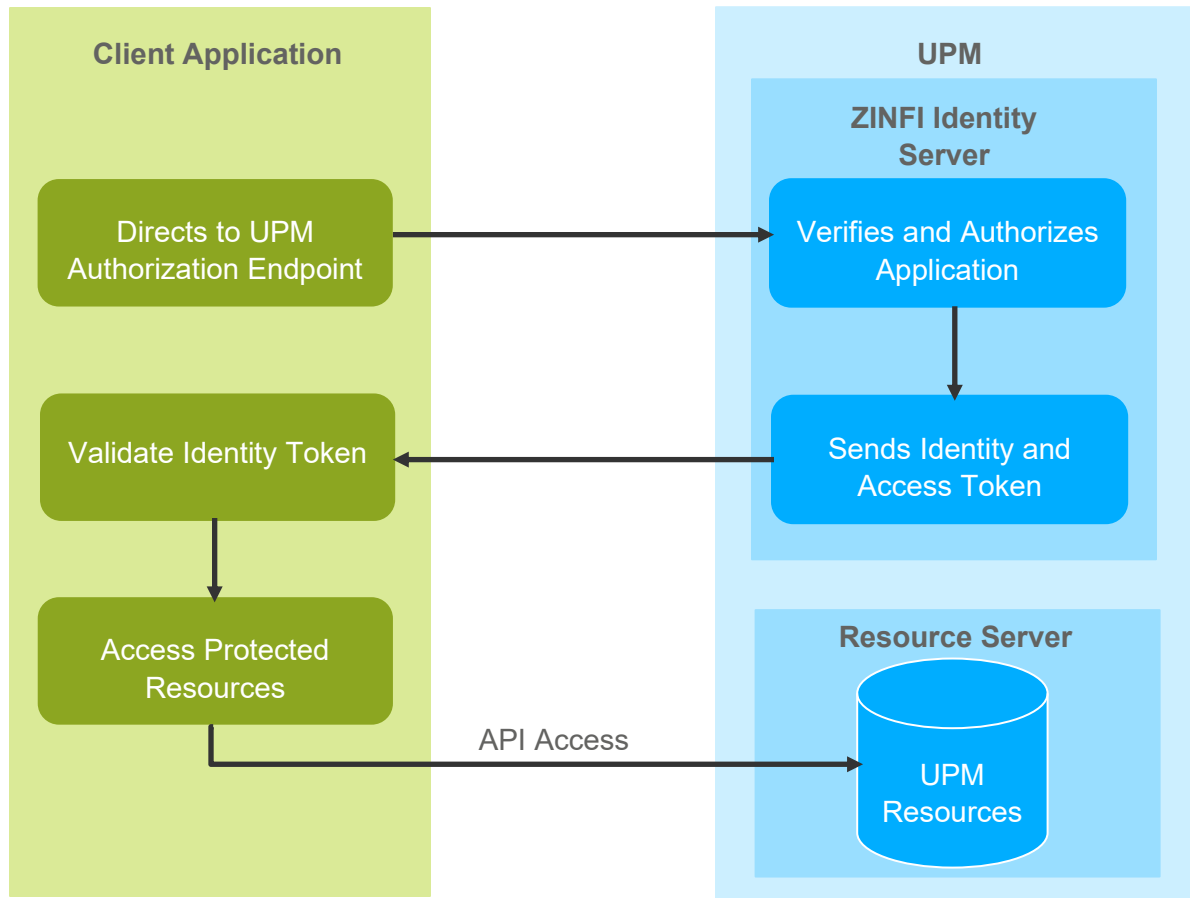 Client Application
UPM
ZINFI Identity
Server
Directs to UPM
Authorization Endpoint
Verifies and Authorizes
Application
Validate Identity Token
Sends Identity and
Access Token
Access Protected
Resources
Resource Server
API Access
UPM
Resources